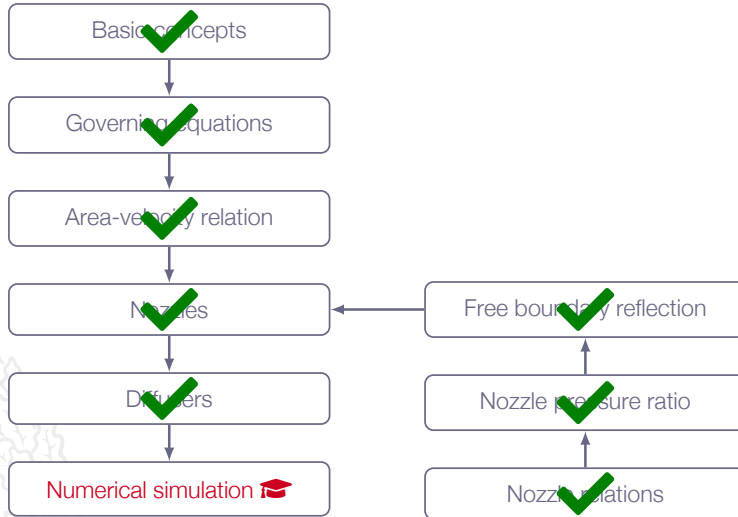 Basic concepts
Governing equations
Area-velocity relation
Nozzles
Diffusers
Numerical simulation
Free boundary reflection
Nozzle pressure ratio
Nozzle relations